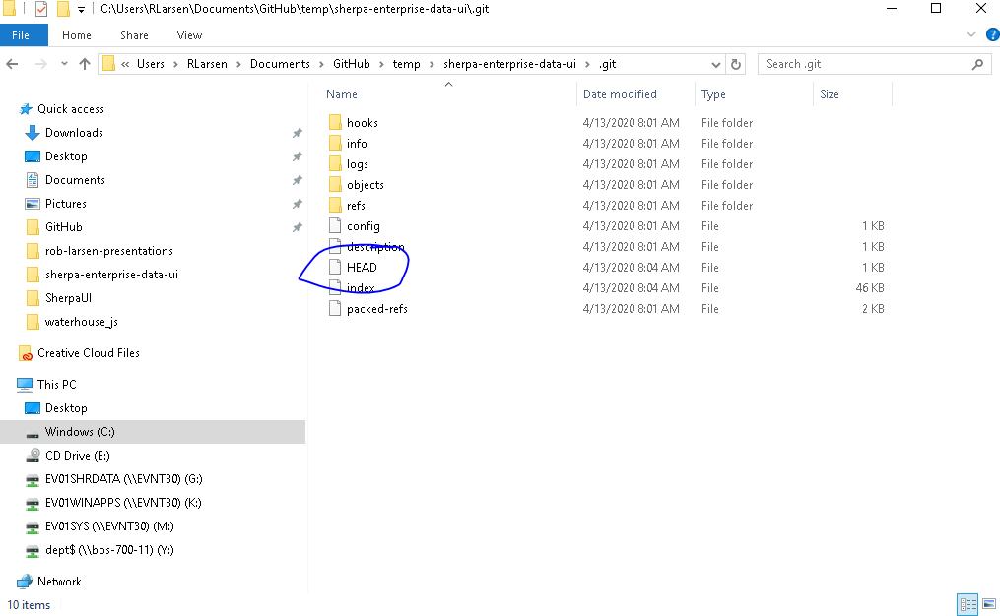 C:\Users\RLarsen\Documents\GitHub\temp\sherpa-enterprise-data-ui\.git
File Home Share View
« Users > RLarsen > Documents > GitHub > temp > sherpa-enterprise-data-ui > .git
Search .git
Quick access
Downloads
Desktop
Documents
Pictures
GitHub
rob-larsen-presentations
sherpa-enterprise-data-ui
SherpaUI
waterhouse_js
Creative Cloud Files
This PC
Desktop
Windows (C:)
CD Drive (E:)
EV01SHRDATA (\\EVNT30) (G:)
EV01WINAPPS (\\EVNT30) (K:)
EV01SYS (\\EVNT30) (M:)
dept$ (\\bos-700-11) (Y:)
Network
Name Date modified Type Size
hooks 4/13/2020 8:01 AM File folder
info 4/13/2020 8:01 AM File folder
logs 4/13/2020 8:01 AM File folder
objects 4/13/2020 8:01 AM File folder
refs 4/13/2020 8:01 AM File folder
config 4/13/2020 8:01 AM File 1 KB
description 4/13/2020 8:01 AM File 1 KB
HEAD 4/13/2020 8:04 AM File 1 KB
index 4/13/2020 8:04 AM File 46 KB
packed-refs 4/13/2020 8:01 AM File 2 KB
10 items